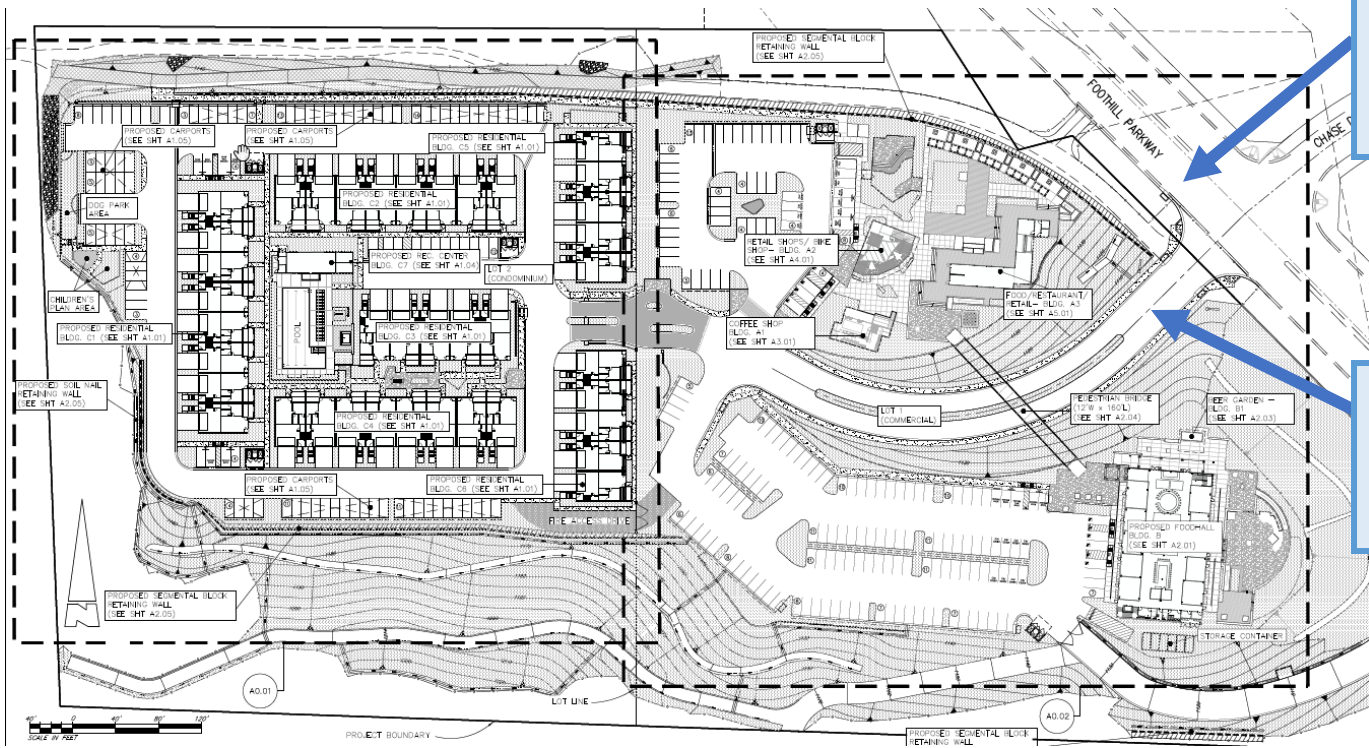 PROPOSED SEGMENTAL BLOCK
RETAINING WALL
(SEE SHT A2.05)
FOOTHILL PARKWAY
CHASE D
PROPOSED CARPORTS
(SEE SHT A1.05)
PROPOSED CARPORTS
(SEE SHT A1.05)
PROPOSED RESIDENTIAL
BLDG. C5 (SEE SHT A1.01)
PROPOSED RESIDENTIAL
BLDG. C2 (SEE SHT A1.01)
DOG PARK
AREA
PROPOSED REC. CENTER
BLDG. C7 (SEE SHT A1.04)
LOT 2
(CONDOMINIUM)
RETAIL SHOPS/ BIKE
SHOP- BLDG. A2
(SEE SHT A4.01)
CHILDREN'S
PLAN AREA
FOOD/RESTAURANT/
RETAIL- BLDG. A3
(SEE SHT A5.01)
PROPOSED RESIDENTIAL
BLDG. C1 (SEE SHT A1.01)
POOL
PROPOSED RESIDENTIAL
BLDG. C3 (SEE SHT A1.01)
COFFEE SHOP
BLDG. A1
(SEE SHT A3.01)
PROPOSED SOIL NAIL
RETAINING WALL
(SEE SHT A2.05)
LOT 1
(COMMERCIAL)
PEDESTRIAN BRIDGE
(12'W x 160'L)
(SEE SHT A2.04)
BEER GARDEN -
BLDG. B1
(SEE SHT A2.03)
PROPOSED RESIDENTIAL
BLDG. C4 (SEE SHT A1.01)
PROPOSED CARPORTS
(SEE SHT A1.05)
PROPOSED RESIDENTIAL
BLDG. C6 (SEE SHT A1.01)
FIRE ACCESS DRIVE
PROPOSED FOODHALL
BLDG. B
(SEE SHT A2.01)
N
PROPOSED SEGMENTAL BLOCK
RETAINING WALL
(SEE SHT A2.05)
STORAGE CONTAINER
A0.01
LOT LINE
A0.02
40' 0 40' 80' 120'
SCALE IN FEET
PROJECT BOUNDARY
PROPOSED SEGMENTAL BLOCK
RETAINING WALL